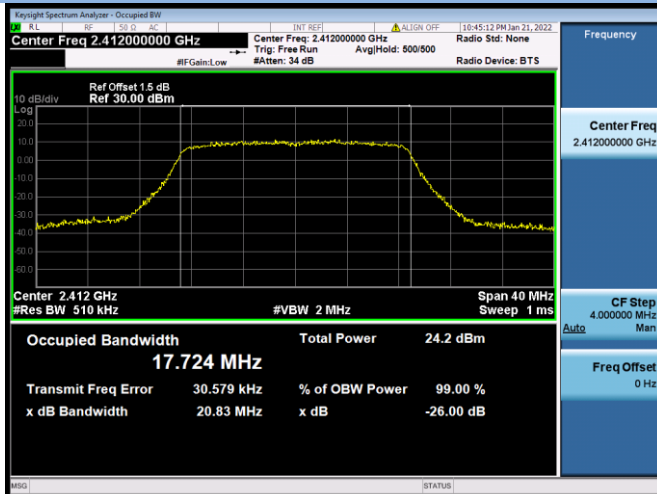 Keysight Spectrum Analyzer - Occupied BW
RL RF 50 Ω AC INT REF ALIGN OFF 10:45:12 PM Jan 21, 2022
Center Freq 2.412000000 GHz
Center Freq: 2.412000000 GHz
Radio Std: None
Trig: Free Run Avg|Hold: 500/500
#IFGain:Low
#Atten: 34 dB
Radio Device: BTS
Frequency
Ref Offset 1.5 dB
10 dB/div Ref 30.00 dBm
Log
20.0
10.0
0.00
-10.0
-20.0
-30.0
-40.0
-50.0
-60.0
Center Freq
2.412000000 GHz
Center 2.412 GHz
Span 40 MHz
#Res BW 510 kHz
#VBW 2 MHz
Sweep 1 ms
CF Step
4.000000 MHz
Auto Man
Occupied Bandwidth
Total Power 24.2 dBm
17.724 MHz
Freq Offset
0 Hz
Transmit Freq Error 30.579 kHz
% of OBW Power 99.00 %
x dB Bandwidth 20.83 MHz
x dB -26.00 dB
MSG
STATUS